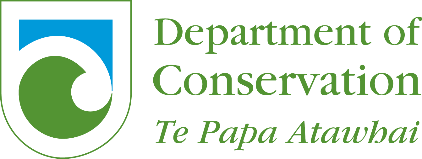 Department of
Conservation
Te Papa Atawhai